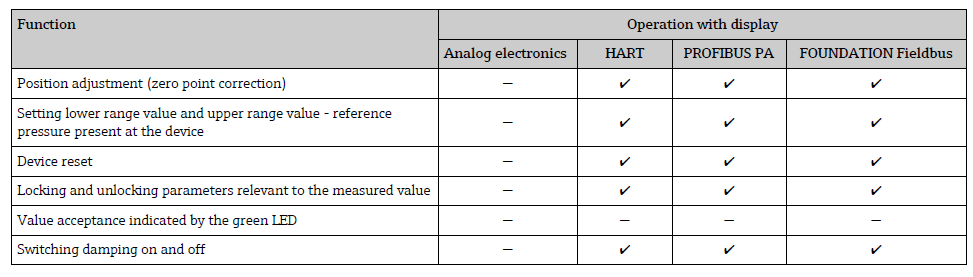 Function Operation with display
Analog electronics HART PROFIBUS PA FOUNDATION Fieldbus
Position adjustment (zero point correction) — ✔ ✔ ✔
Setting lower range value and upper range value - reference
pressure present at the device — ✔ ✔ ✔
Device reset — ✔ ✔ ✔
Locking and unlocking parameters relevant to the measured value — ✔ ✔ ✔
Value acceptance indicated by the green LED — — — —
Switching damping on and off — ✔ ✔ ✔